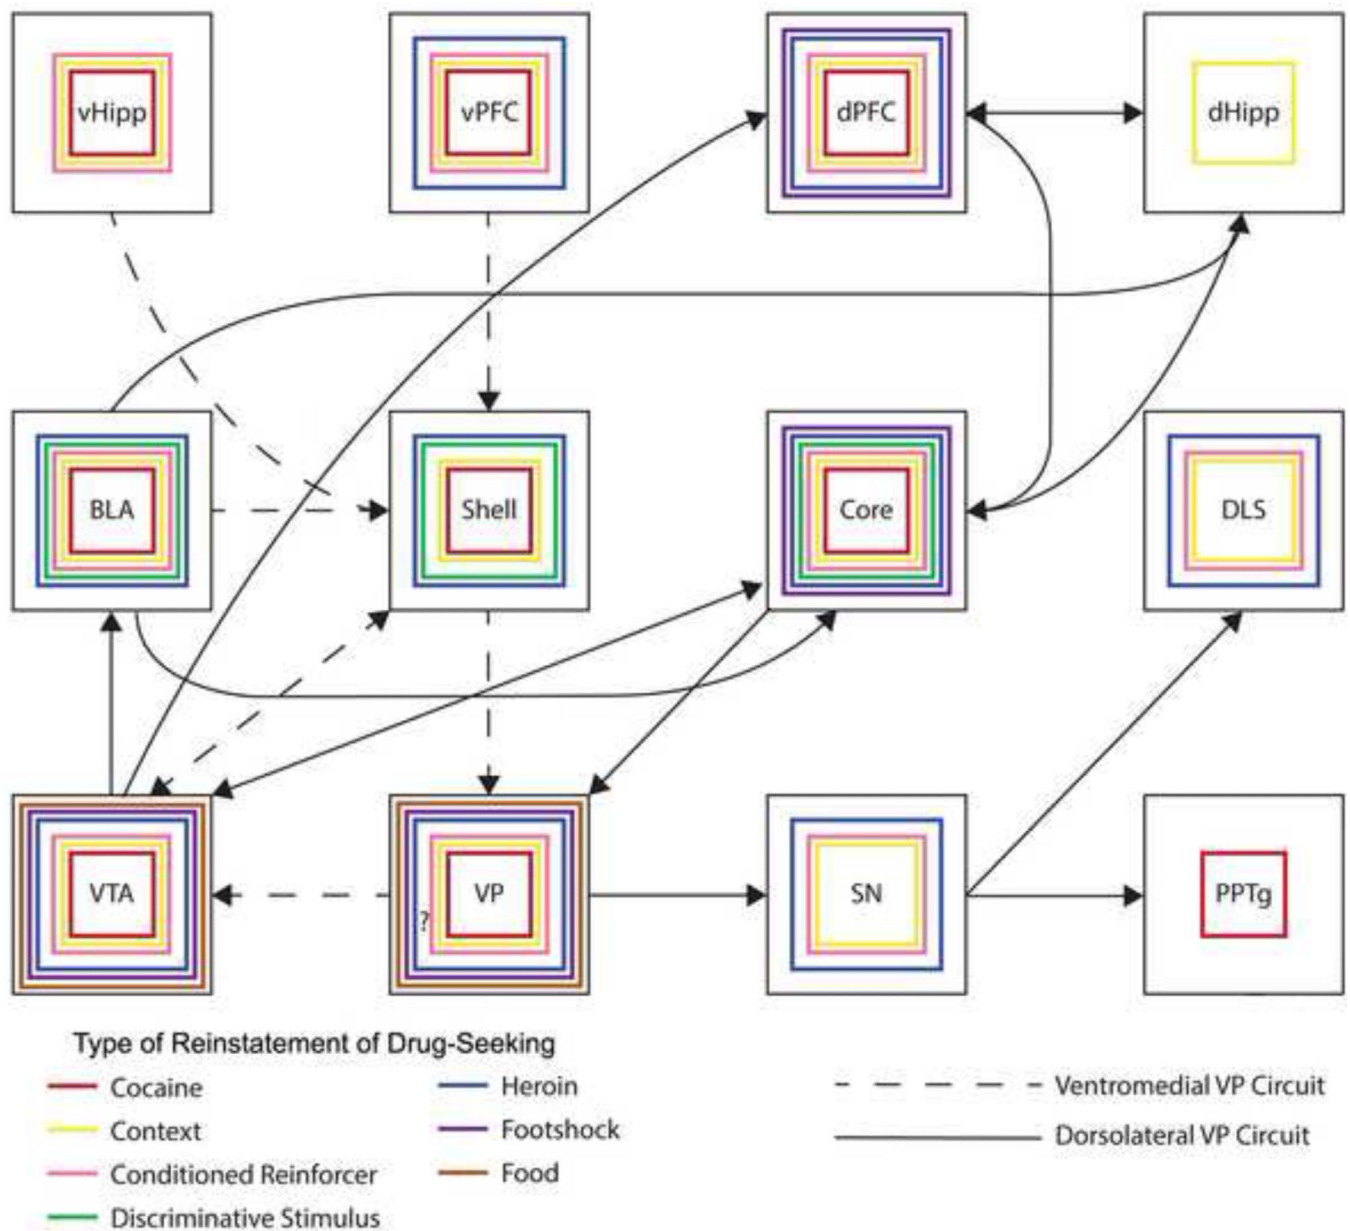 vHipp
vPFC
dPFC
dHipp
BLA
Shell
Core
DLS
VTA
VP
?
SN
PPTg
Type of Reinstatement of Drug-Seeking
Cocaine
Heroin
Ventromedial VP Circuit
Context
Footshock
Dorsolateral VP Circuit
Conditioned Reinforcer
Food
Discriminative Stimulus